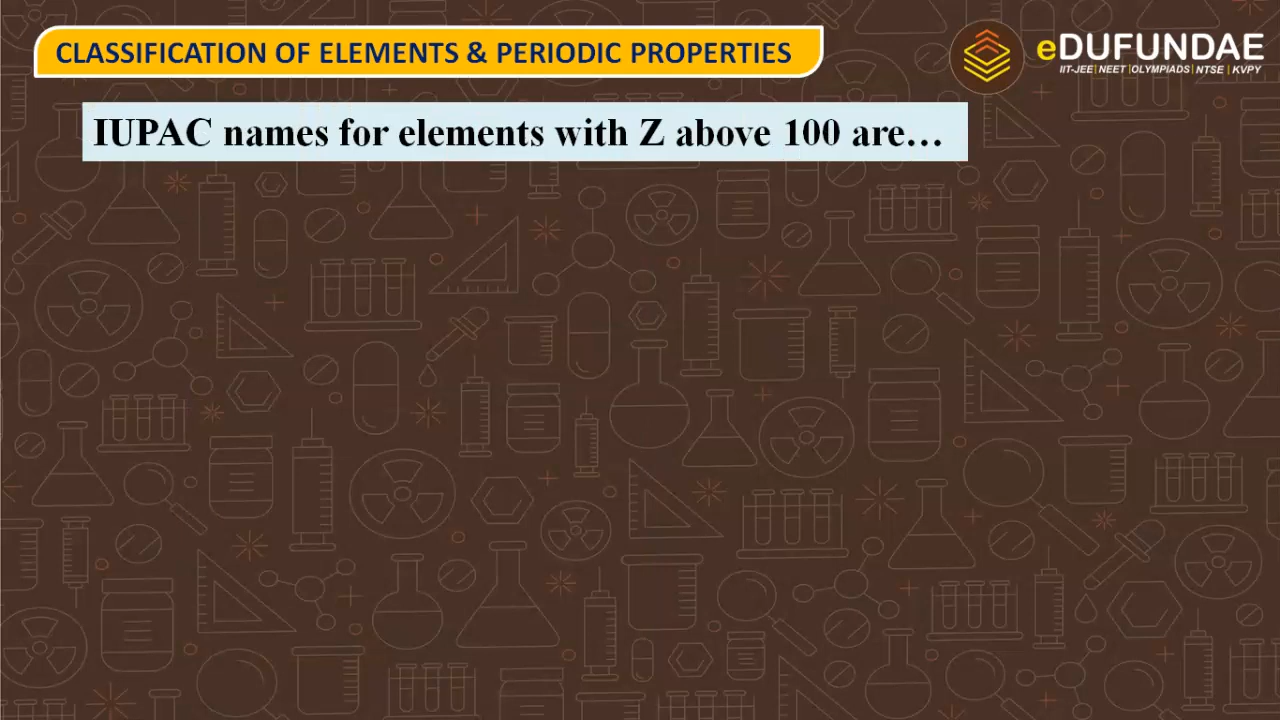 CLASSIFICATION OF ELEMENTS & PERIODIC PROPERTIES
eDUFUNDAE
IIT-JEE| NEET |OLYMPIADS| NTSE | KVPY
IUPAC names for elements with Z above 100 are…